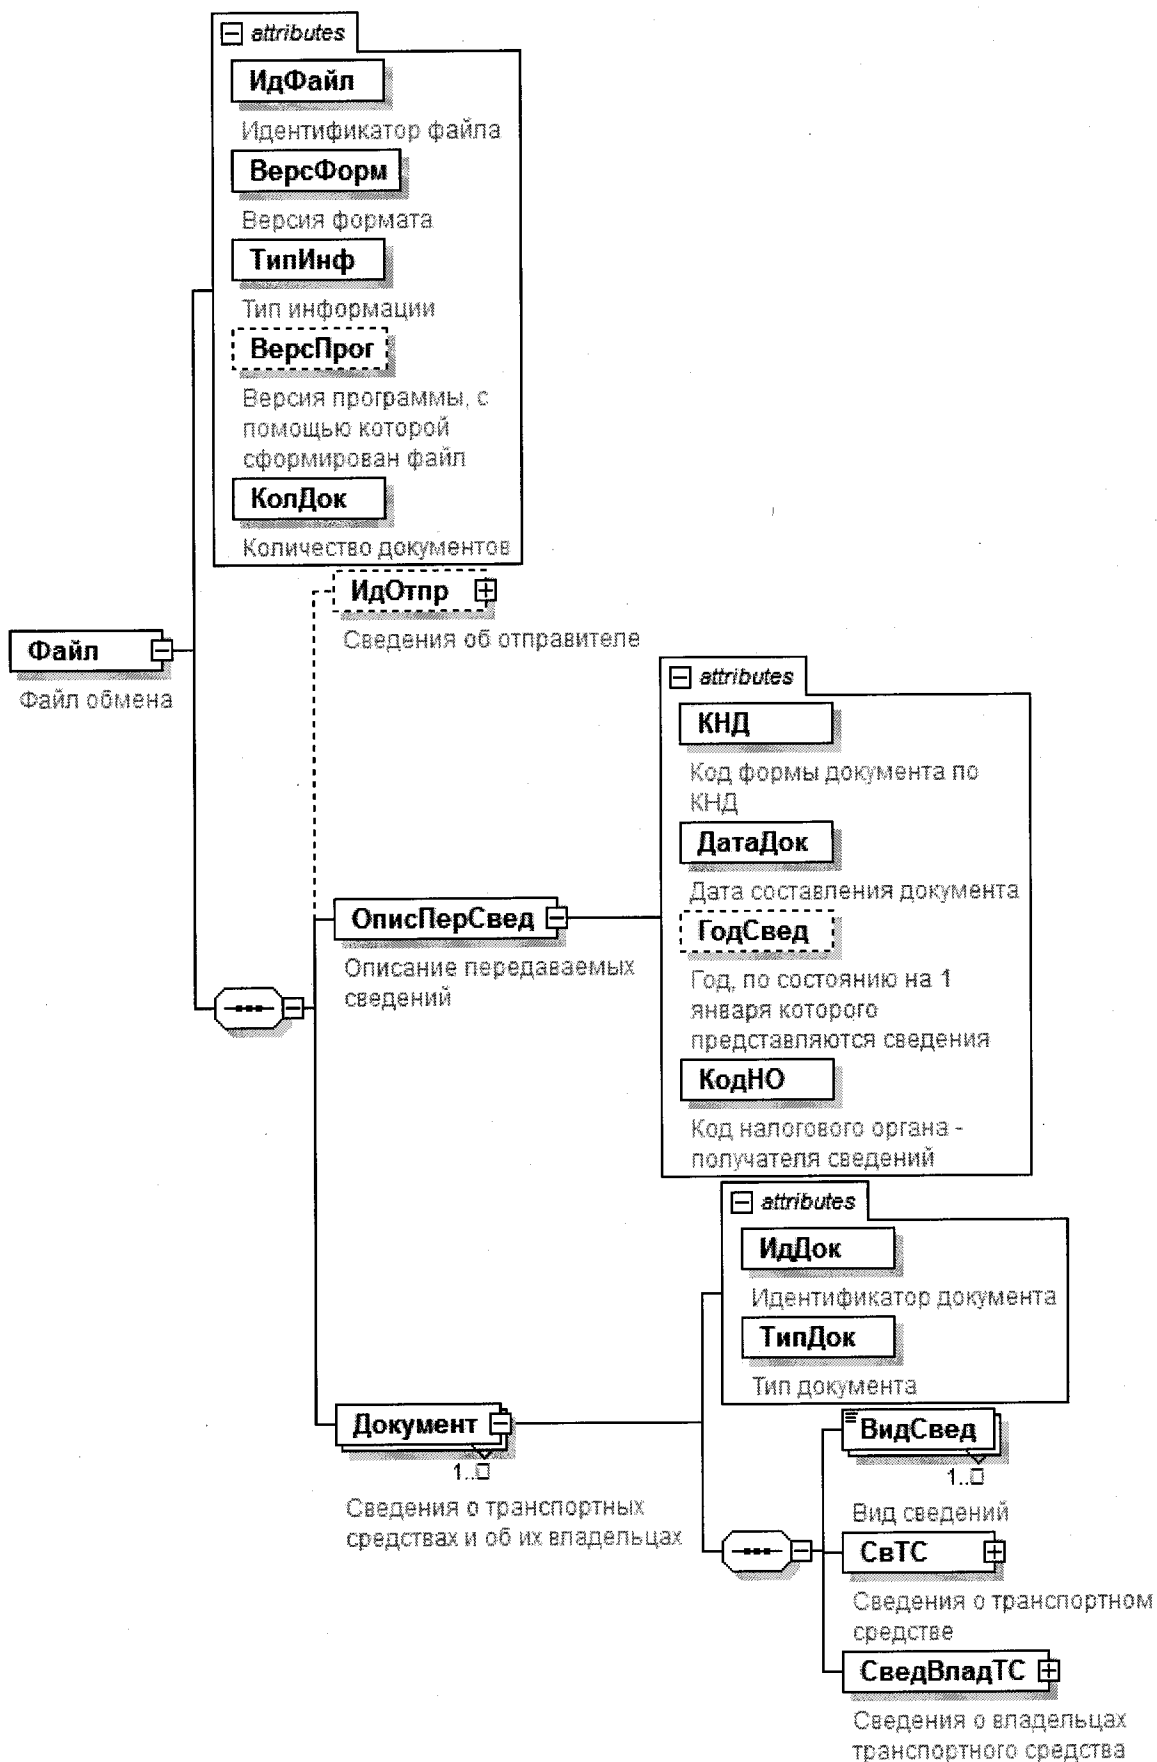 attributes
ИдФайл
Идентификатор файла
ВерсФорм
Версия формата
ТипИнф
Тип информации
ВерсПрог
Версия программы, с
помощью которой
сформирован файл
КолДок
Количество документов
ИдОтпр
Сведения об отправителе
Файл
Файл обмена
attributes
КНД
Код формы документа по
КНД
ДатаДок
Дата составления документа
ГодСвед
Год, по состоянию на 1
января которого
представляются сведения
КодНО
Код налогового органа -
получателя сведений
ОписПерСвед
Описание передаваемых
сведений
attributes
ИдДок
Идентификатор документа
ТипДок
Тип документа
Документ
1..□
Сведения о транспортных
средствах и об их владельцах
ВидСвед
1..□
Вид сведений
СвТС
Сведения о транспортном
средстве
СведВладТС
Сведения о владельцах
транспортного средства